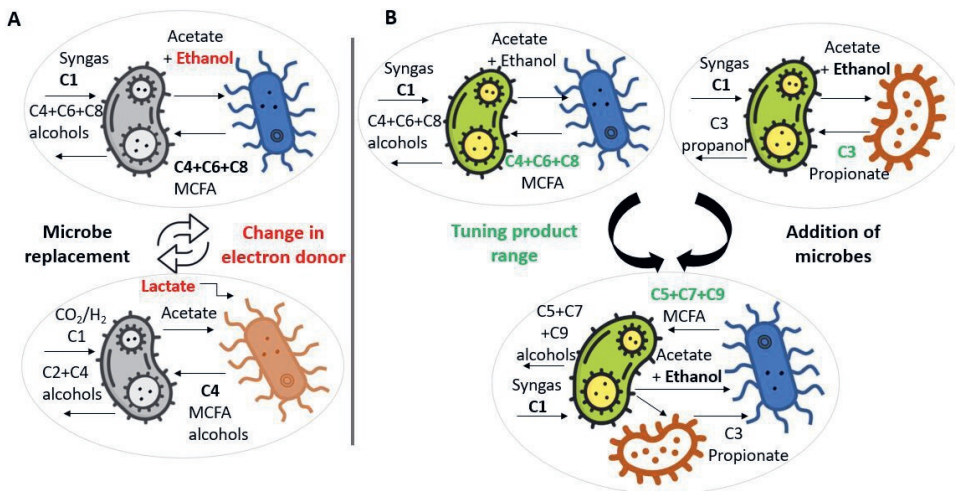 A
Syngas
C1
Acetate
+ Ethanol
C4+C6+C8
alcohols
C4+C6+C8
MCFA
Microbe
replacement
Change in
electron donor
Lactate
CO₂/H₂
C1
Acetate
C2+C4
alcohols
C4
MCFA
alcohols
B
Syngas
C1
Acetate
+ Ethanol
C4+C6+C8
alcohols
C4+C6+C8
MCFA
Syngas
C1
Acetate
+ Ethanol
C3
propanol
C3
Propionate
Tuning product
range
Addition of
microbes
C5+C7
+C9
alcohols
C5+C7+C9
MCFA
Acetate
+ Ethanol
Syngas
C1
C3
Propionate